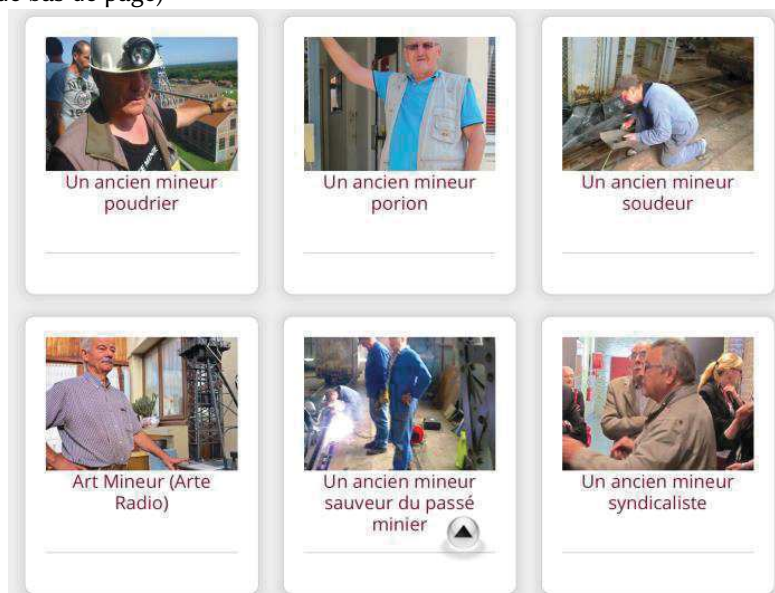 de bas de page)
Un ancien mineur
poudrier
Un ancien mineur
porion
Un ancien mineur
soudeur
Art Mineur (Arte
Radio)
Un ancien mineur
sauveur du passé
minier
Un ancien mineur
syndicaliste